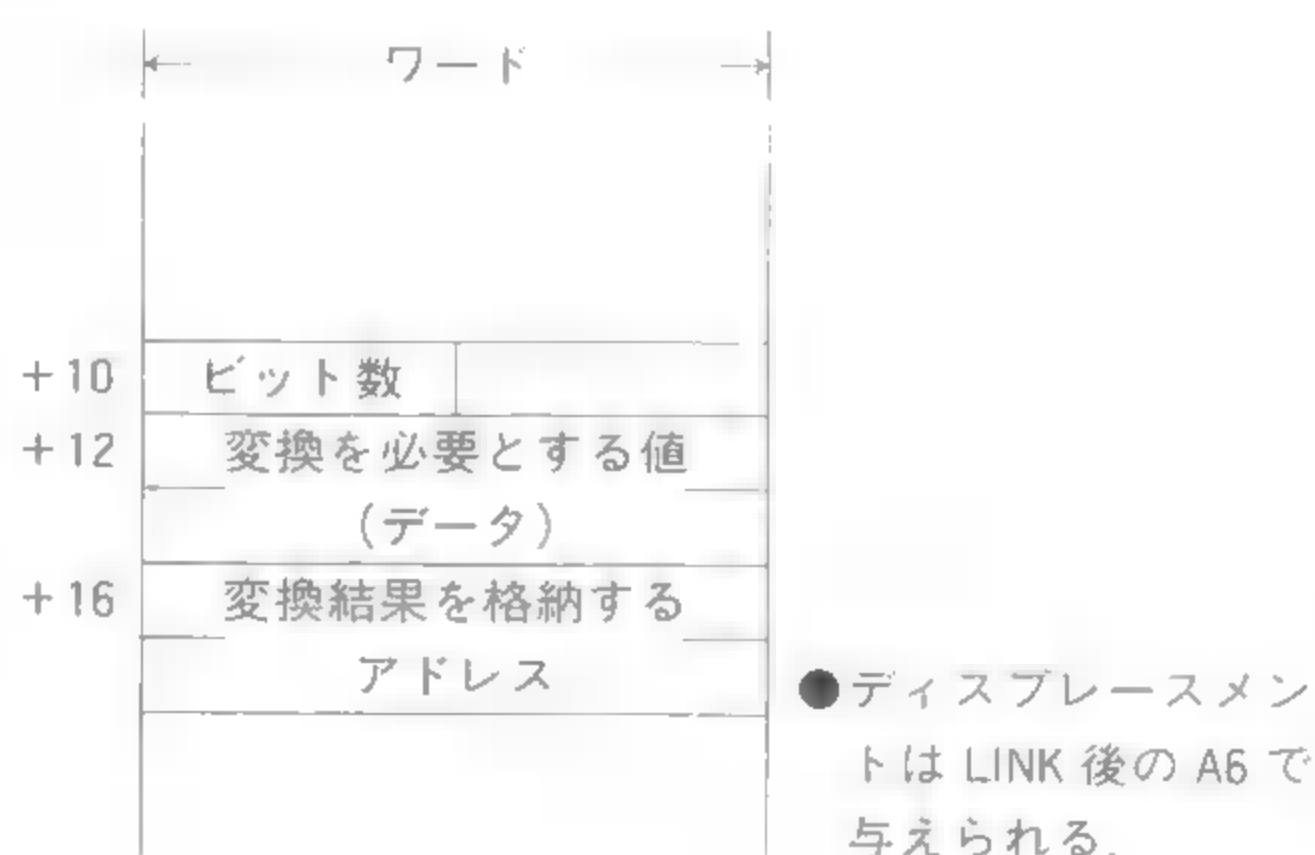 ワード
+10 ビット数
+12 変換を必要とする値
(データ)
+16 変換結果を格納する
アドレス
●ディスプレースメン
トは LINK 後の A6 で
与えられる.